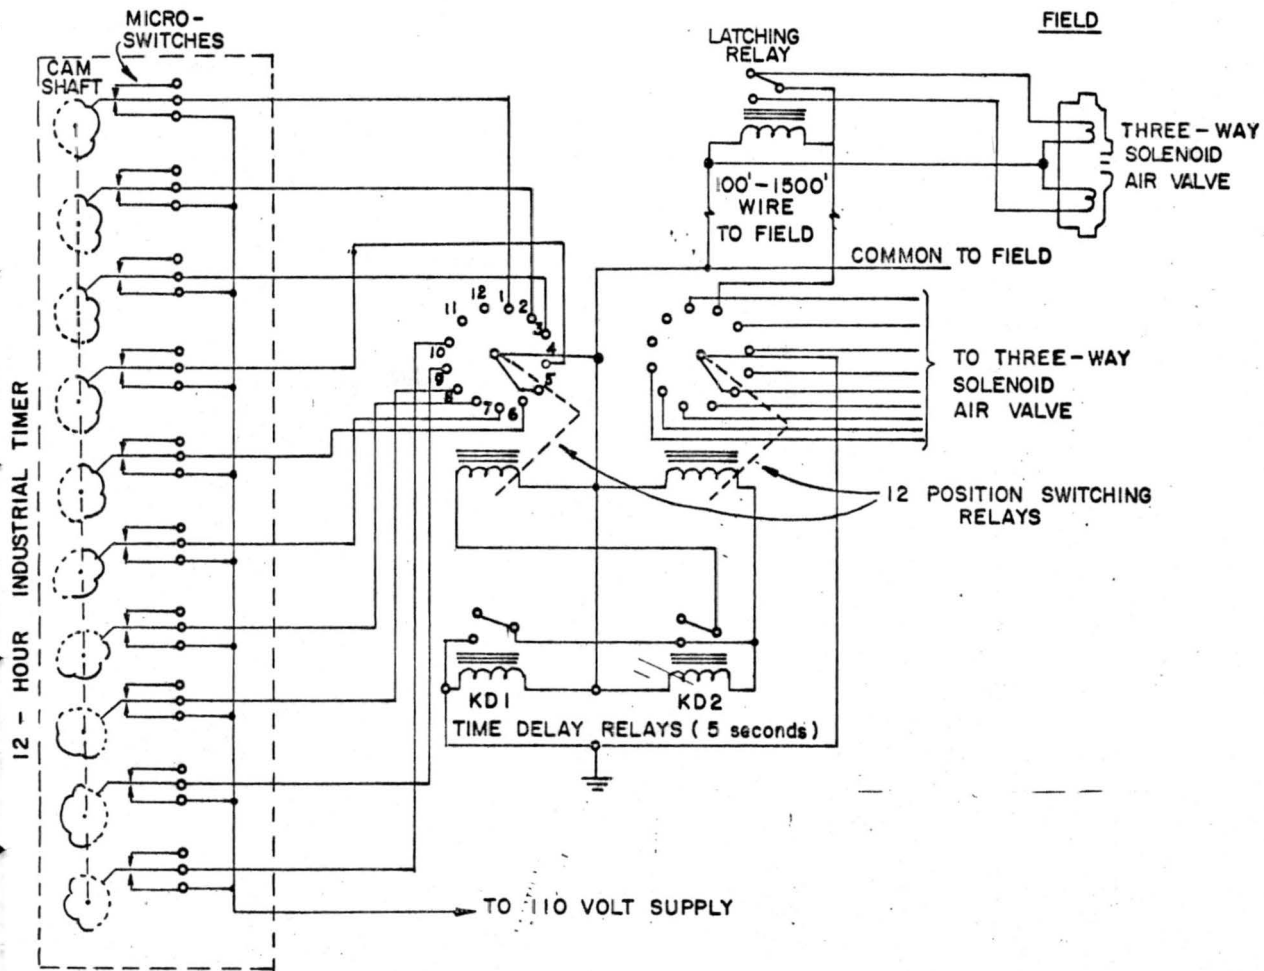 MICRO-
SWITCHES
CAM
SHAFT
12 - HOUR INDUSTRIAL TIMER
LATCHING
RELAY
FIELD
THREE-WAY
SOLENOID
AIR VALVE
100'-1500'
WIRE
TO FIELD
COMMON TO FIELD
12
1
2
3
4
5
6
7
8
9
10
11
TO THREE-WAY
SOLENOID
AIR VALVE
12 POSITION SWITCHING
RELAYS
KD1
KD2
TIME DELAY RELAYS (5 seconds)
TO 110 VOLT SUPPLY